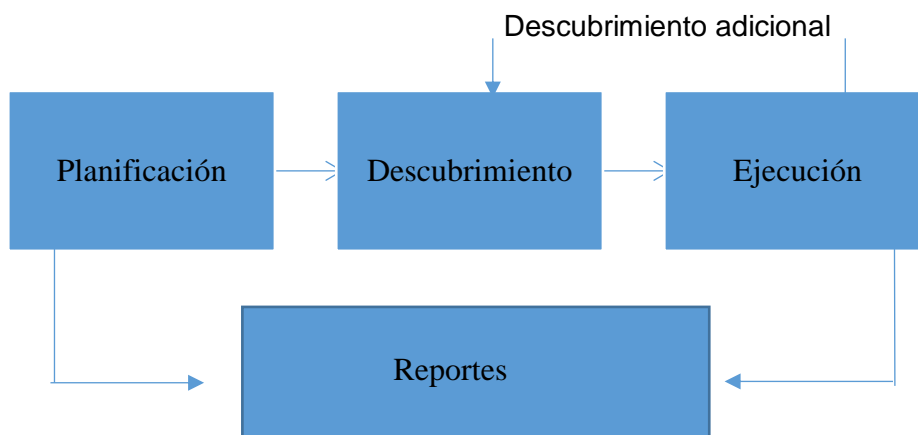 Descubrimiento adicional
Planificación
Descubrimiento
Ejecución
Reportes